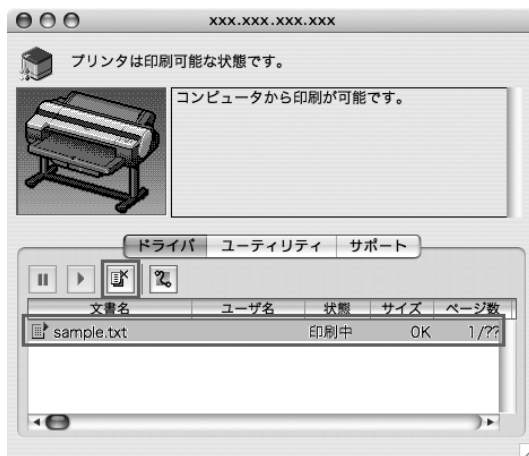 xxx.xxx.xxx.xxx
プリンタは印刷可能な状態です。
コンピュータから印刷が可能です。
ドライバ ユーティリティ サポート
文書名 ユーザ名 状態 サイズ ページ数
sample.txt 印刷中 0K 1/??